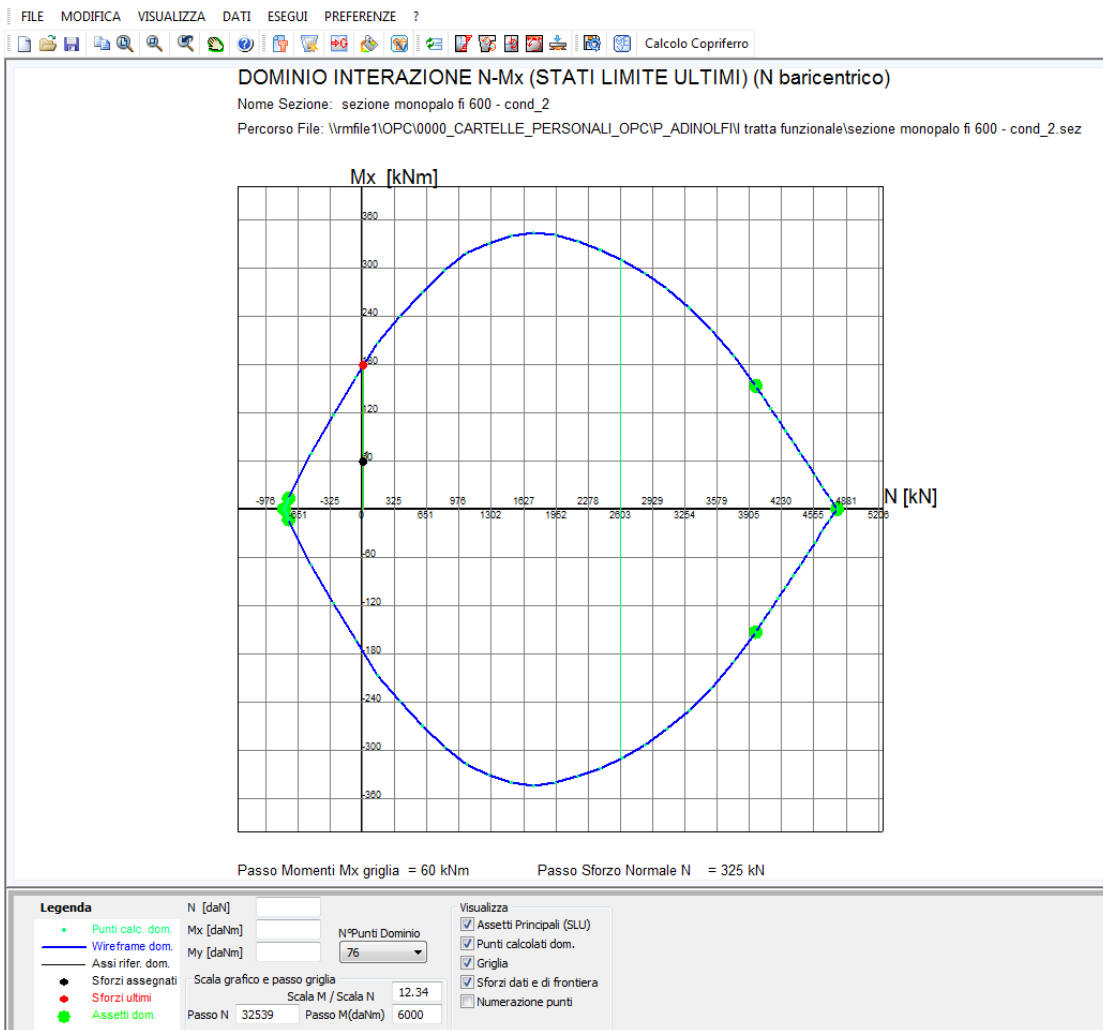 FILE MODIFICA VISUALIZZA DATI ESEGUI PREFERENZE ?
Calcolo Copriferro
DOMINIO INTERAZIONE N-Mx (STATI LIMITE ULTIMI) (N baricentrico)
Nome Sezione: sezione monopalo fi 600 - cond_2
Percorso File: \\rmfile1\OPC\0000_CARTELLE_PERSONALI_OPC\P_ADINOLFI\I tratta funzionale\sezione monopalo fi 600 - cond_2.sez
Mx [kNm]
360
300
240
180
120
60
-976 -325 325 976 1627 2278 2929 3579 4230 4881 N [kN]
-651 0 651 1302 1952 2603 3254 3905 4555 5206
-60
-120
-180
-240
-300
-360
Passo Momenti Mx griglia = 60 kNm Passo Sforzo Normale N = 325 kN
Legenda
Punti calc. dom.
Wireframe dom.
Assi rifer. dom.
Sforzi assegnati
Sforzi ultimi
Assetti dom.
N [daN]
Mx [daNm]
My [daNm]
N°Punti Dominio
76
Scala grafico e passo griglia
Scala M / Scala N 12.34
Passo N 32539 Passo M(daNm) 6000
Visualizza
Assetti Principali (SLU)
Punti calcolati dom.
Griglia
Sforzi dati e di frontiera
Numerazione punti